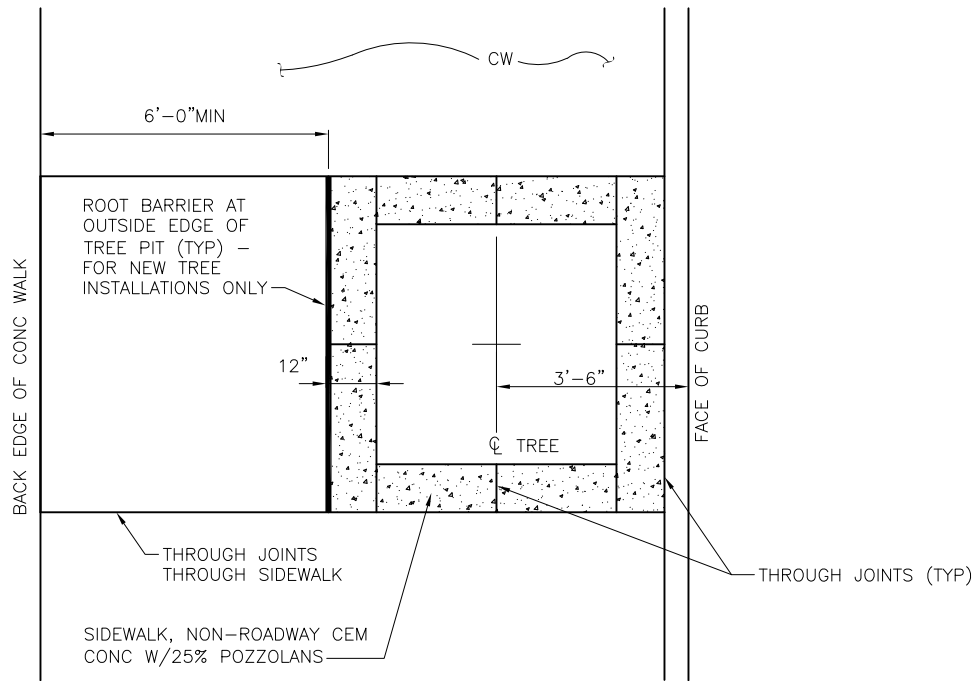 CW
6'-0"MIN
ROOT BARRIER AT
OUTSIDE EDGE OF
TREE PIT (TYP) –
FOR NEW TREE
INSTALLATIONS ONLY
BACK EDGE OF CONC WALK
12"
3'-6"
FACE OF CURB
℄ TREE
THROUGH JOINTS
THROUGH SIDEWALK
THROUGH JOINTS (TYP)
SIDEWALK, NON–ROADWAY CEM
CONC W/25% POZZOLANS